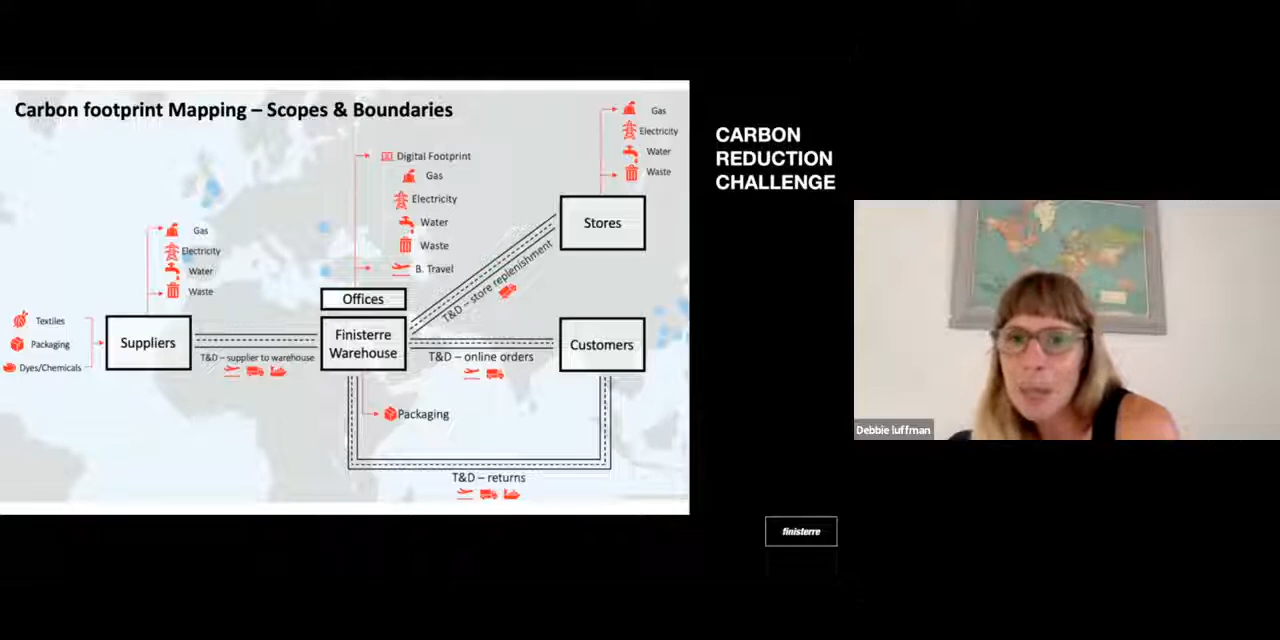 Carbon footprint Mapping – Scopes & Boundaries
CARBON
REDUCTION
CHALLENGE
Gas
Electricity
Water
Waste
Digital Footprint
Gas
Electricity
Water
Waste
B. Travel
Gas
Electricity
Water
Waste
Stores
T&D – store replenishment
Offices
Finisterre
Warehouse
Textiles
Packaging
Dyes/Chemicals
Suppliers
T&D – supplier to warehouse
T&D – online orders
Customers
Packaging
T&D – returns
Debbie luffman
finisterre